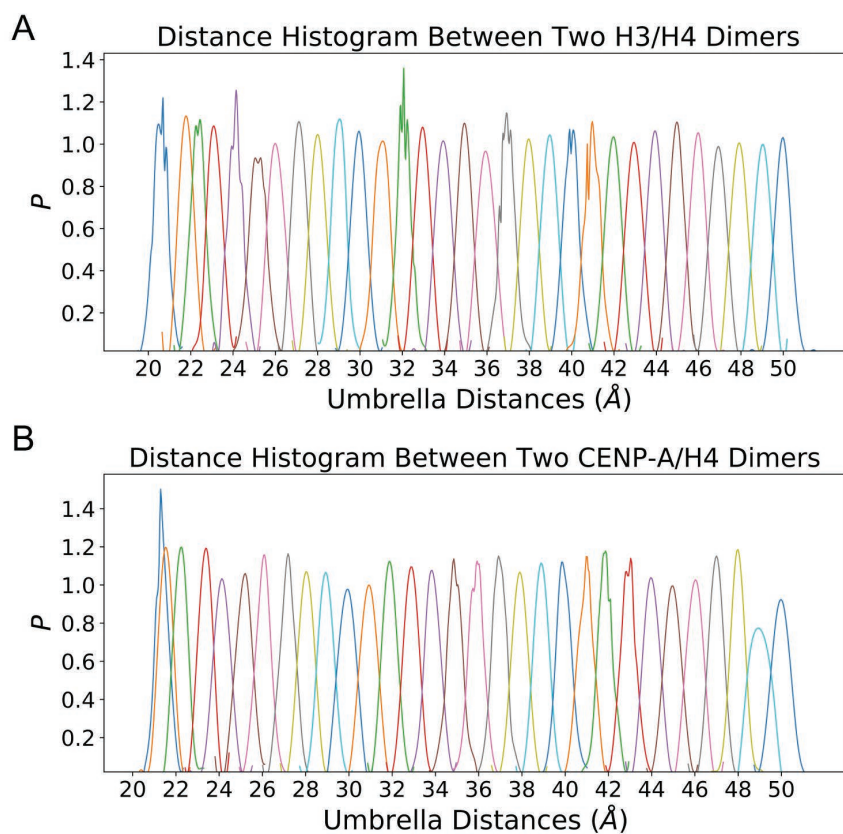 A
Distance Histogram Between Two H3/H4 Dimers
1.4
1.2
1.0
0.8
0.6
0.4
0.2
P
20 22 24 26 28 30 32 34 36 38 40 42 44 46 48 50
Umbrella Distances (Å)
B
Distance Histogram Between Two CENP-A/H4 Dimers
1.4
1.2
1.0
0.8
0.6
0.4
0.2
P
20 22 24 26 28 30 32 34 36 38 40 42 44 46 48 50
Umbrella Distances (Å)